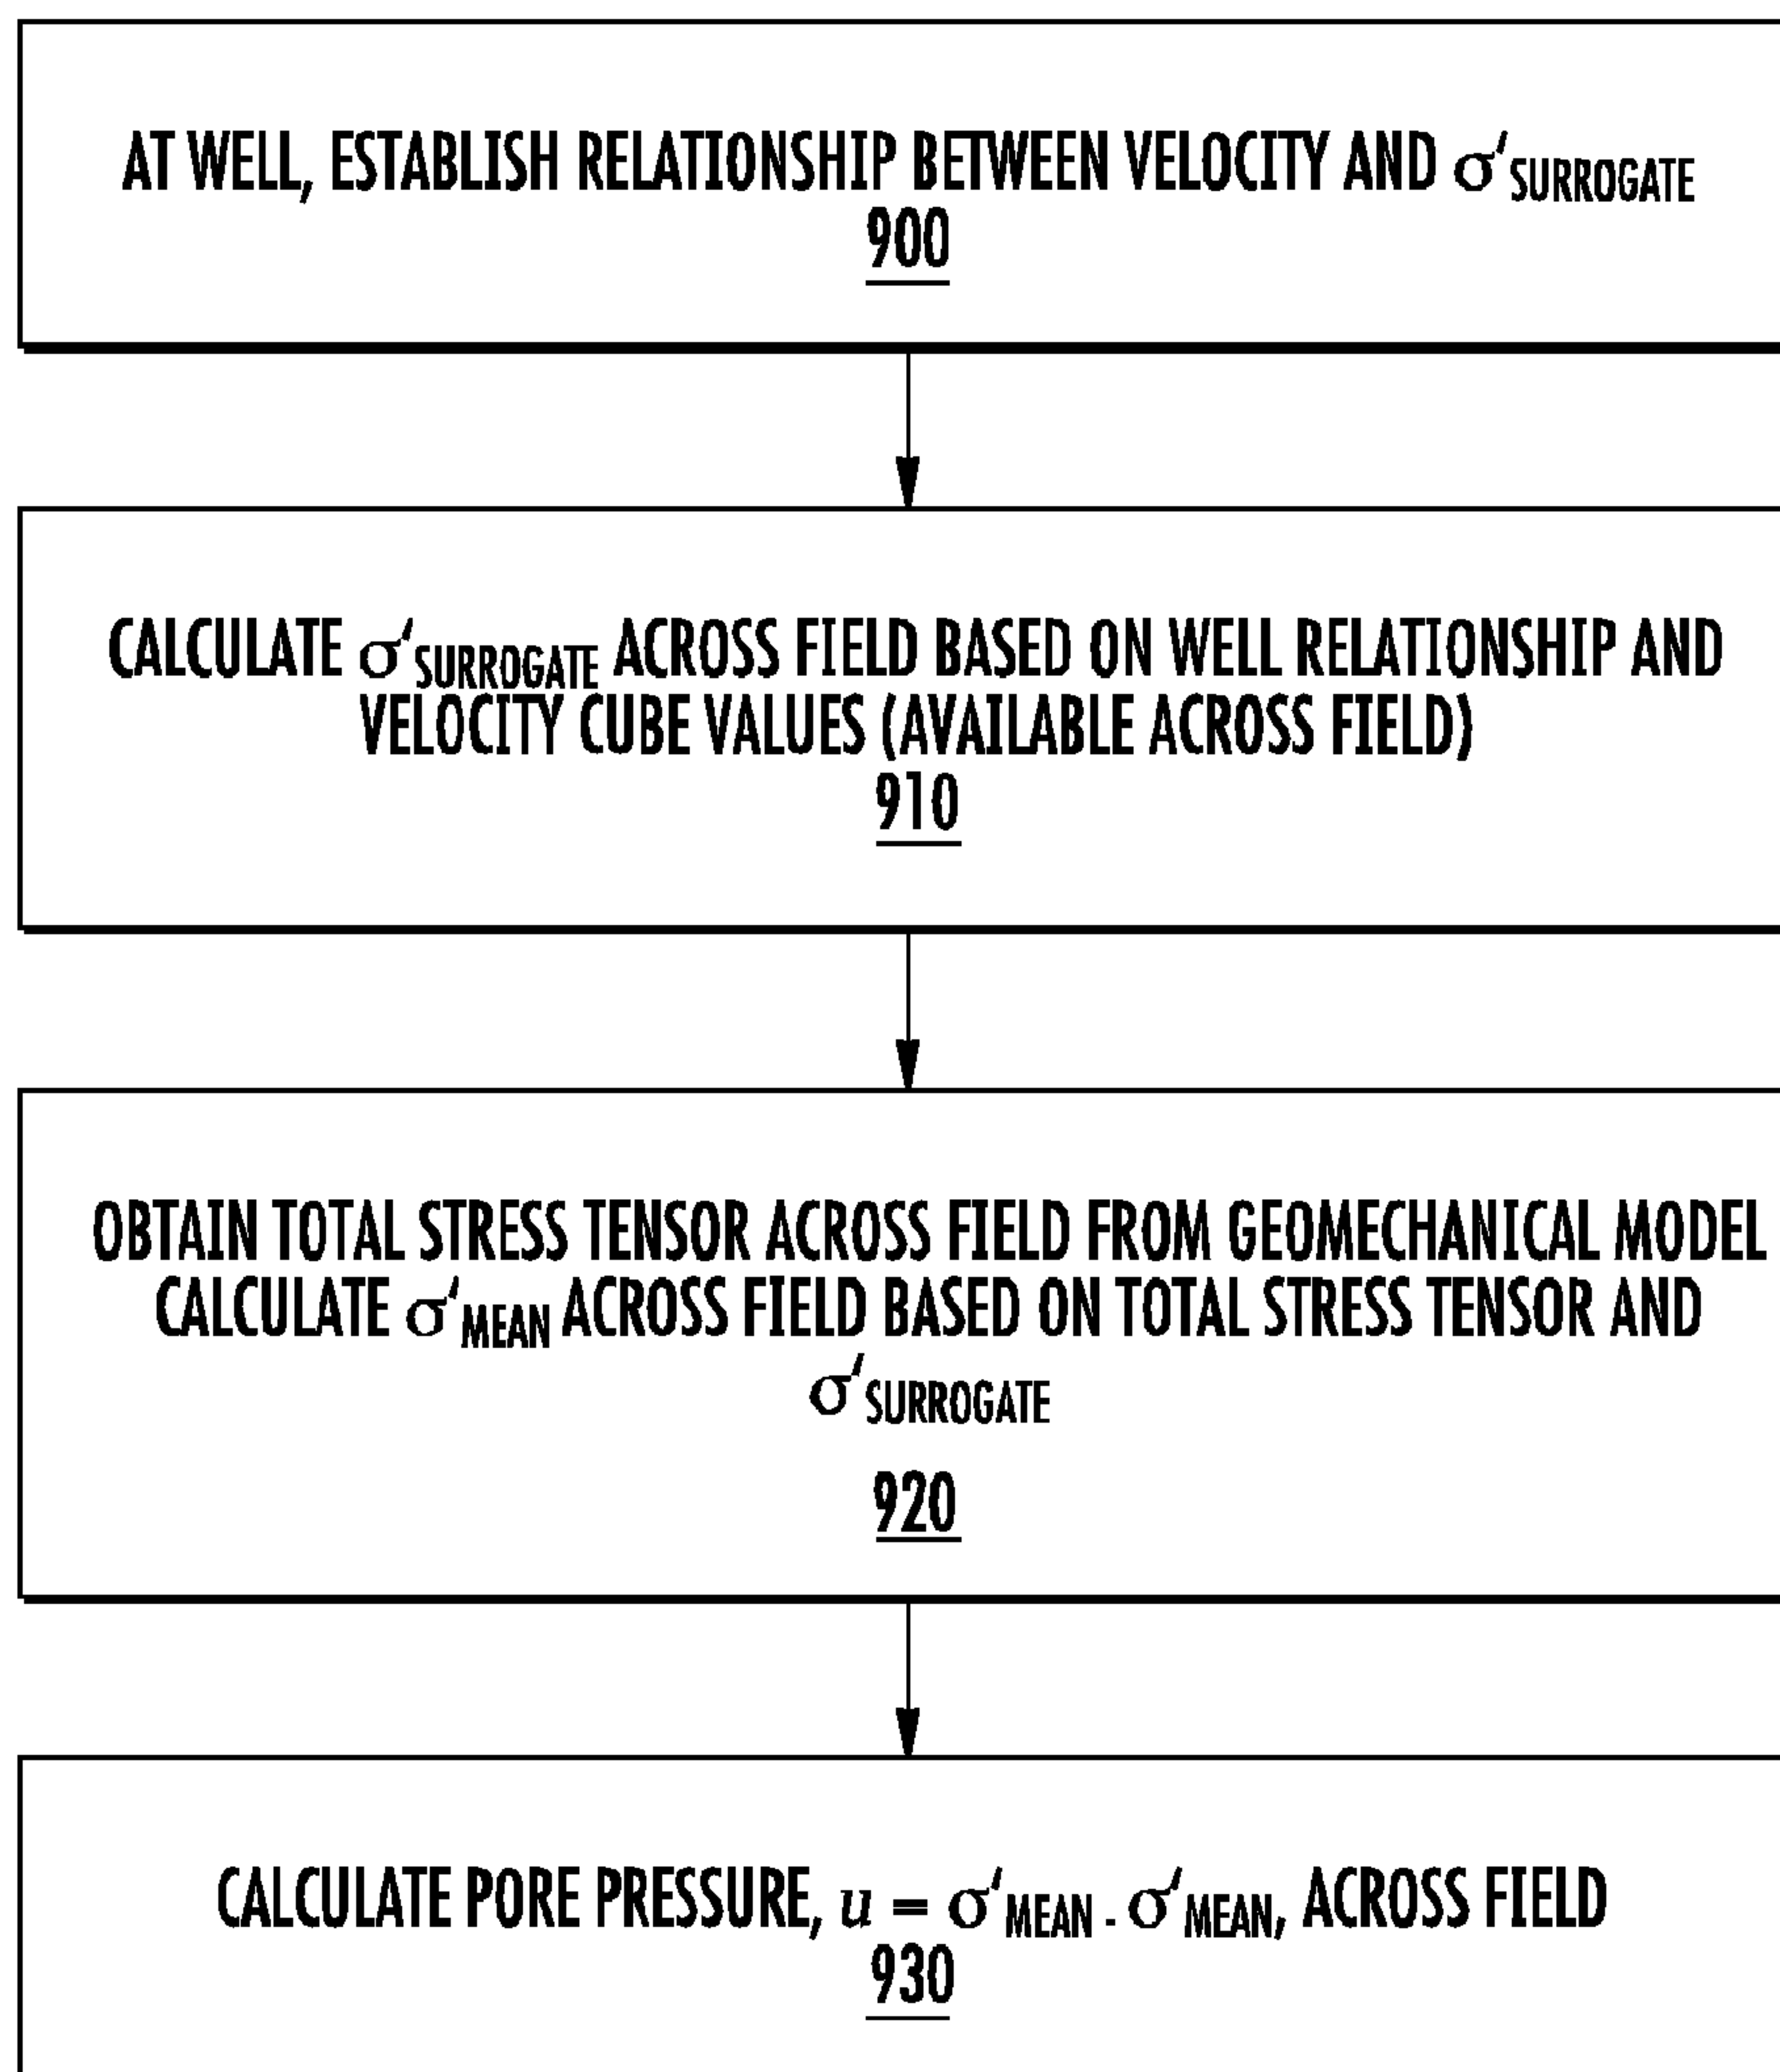 AT WELL, ESTABLISH RELATIONSHIP BETWEEN VELOCITY AND σ′SURROGATE
900
CALCULATE σ′SURROGATE ACROSS FIELD BASED ON WELL RELATIONSHIP AND
VELOCITY CUBE VALUES (AVAILABLE ACROSS FIELD)
910
OBTAIN TOTAL STRESS TENSOR ACROSS FIELD FROM GEOMECHANICAL MODEL
CALCULATE σ′MEAN ACROSS FIELD BASED ON TOTAL STRESS TENSOR AND
σ′SURROGATE
920
CALCULATE PORE PRESSURE, u = σ′MEAN - σ′MEAN, ACROSS FIELD
930